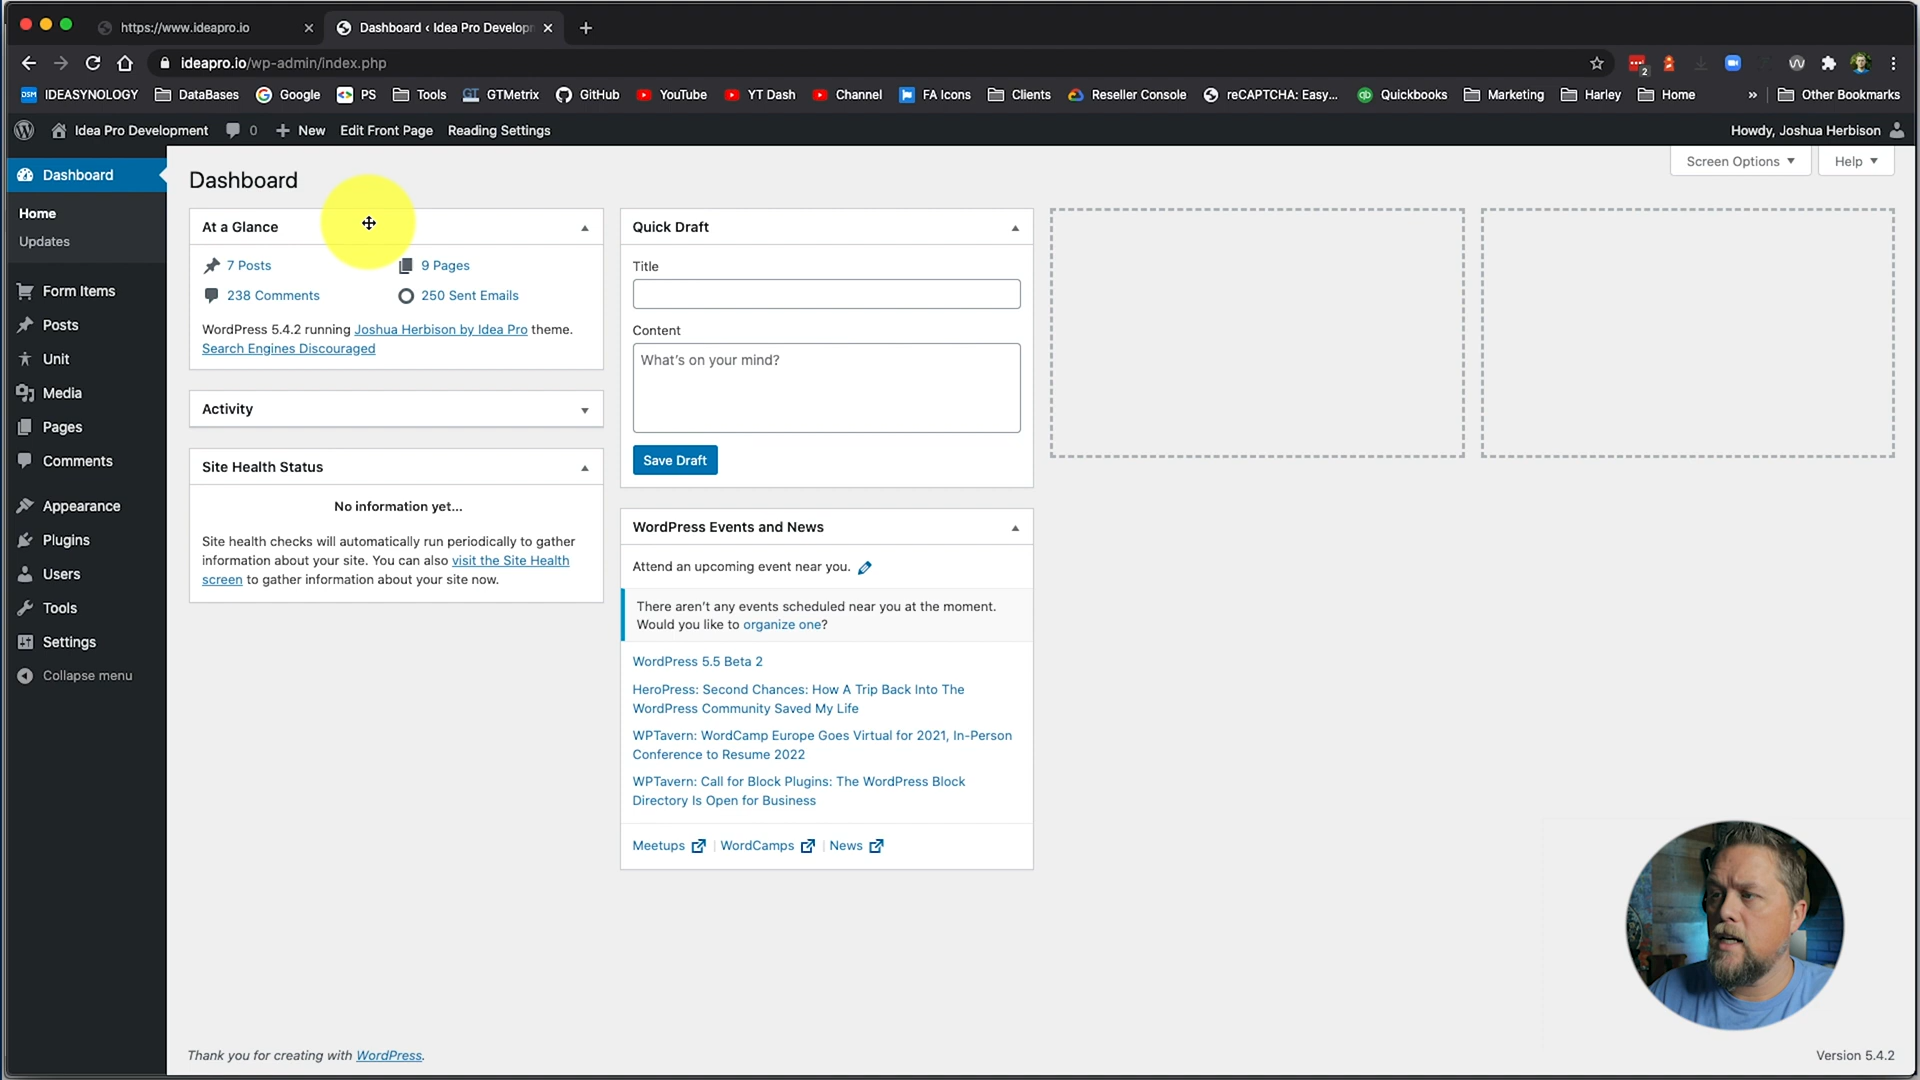 https://www.ideapro.io
Dashboard ‹ Idea Pro Develop
ideapro.io/wp-admin/index.php
2
DSM IDEASYNOLOGY DataBases Google PS Tools GT GTMetrix GitHub YouTube YT Dash Channel FA Icons Clients Reseller Console reCAPTCHA: Easy... qb Quickbooks Marketing Harley Home » Other Bookmarks
Idea Pro Development 0 New Edit Front Page Reading Settings Howdy, Joshua Herbison
Screen Options Help
Dashboard
Home
Updates
Form Items
Posts
Unit
Media
Pages
Comments
Appearance
Plugins
Users
Tools
Settings
Collapse menu
Dashboard
At a Glance
7 Posts 9 Pages
238 Comments 250 Sent Emails
WordPress 5.4.2 running Joshua Herbison by Idea Pro theme.
Search Engines Discouraged
Activity
Site Health Status
No information yet...
Site health checks will automatically run periodically to gather
information about your site. You can also visit the Site Health
screen to gather information about your site now.
Quick Draft
Title
Content
What's on your mind?
Save Draft
WordPress Events and News
Attend an upcoming event near you.
There aren't any events scheduled near you at the moment.
Would you like to organize one?
WordPress 5.5 Beta 2
HeroPress: Second Chances: How A Trip Back Into The
WordPress Community Saved My Life
WPTavern: WordCamp Europe Goes Virtual for 2021, In-Person
Conference to Resume 2022
WPTavern: Call for Block Plugins: The WordPress Block
Directory Is Open for Business
Meetups | WordCamps | News
Thank you for creating with WordPress.
Version 5.4.2